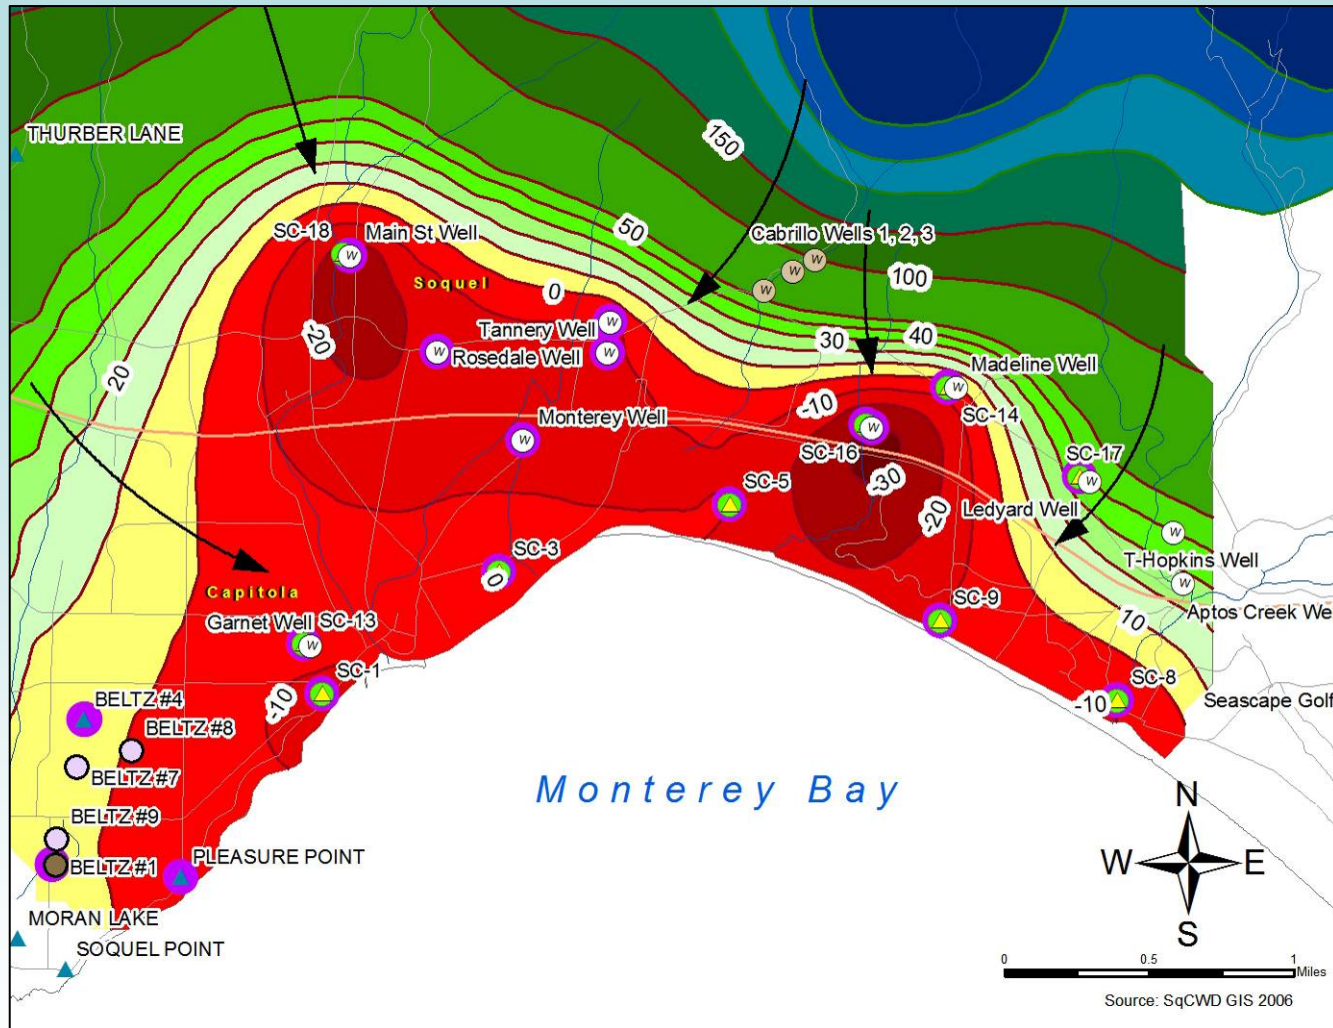 THURBER LANE
150
50
SC-18
Main St Well
Cabrillo Wells 1, 2, 3
Soquel
0
100
Tannery Well
-20
30
40
Rosedale Well
Madeline Well
20
-10
SC-14
Monterey Well
SC-16
SC-17
-30
SC-5
-20
Ledyard Well
SC-3
0
T-Hopkins Well
Capitola
SC-9
Aptos Creek We
Garnet Well
SC-13
10
SC-1
SC-8
-10
-10
Seascape Golf
BELTZ #4
BELTZ #8
BELTZ #7
Monterey Bay
BELTZ #9
N
PLEASURE POINT
BELTZ #1
W
E
MORAN LAKE
S
SOQUEL POINT
0
0.5
1
Miles
Source: SqCWD GIS 2006
w
w
w
w
w
w
w
w
w
w
w
w
w
w